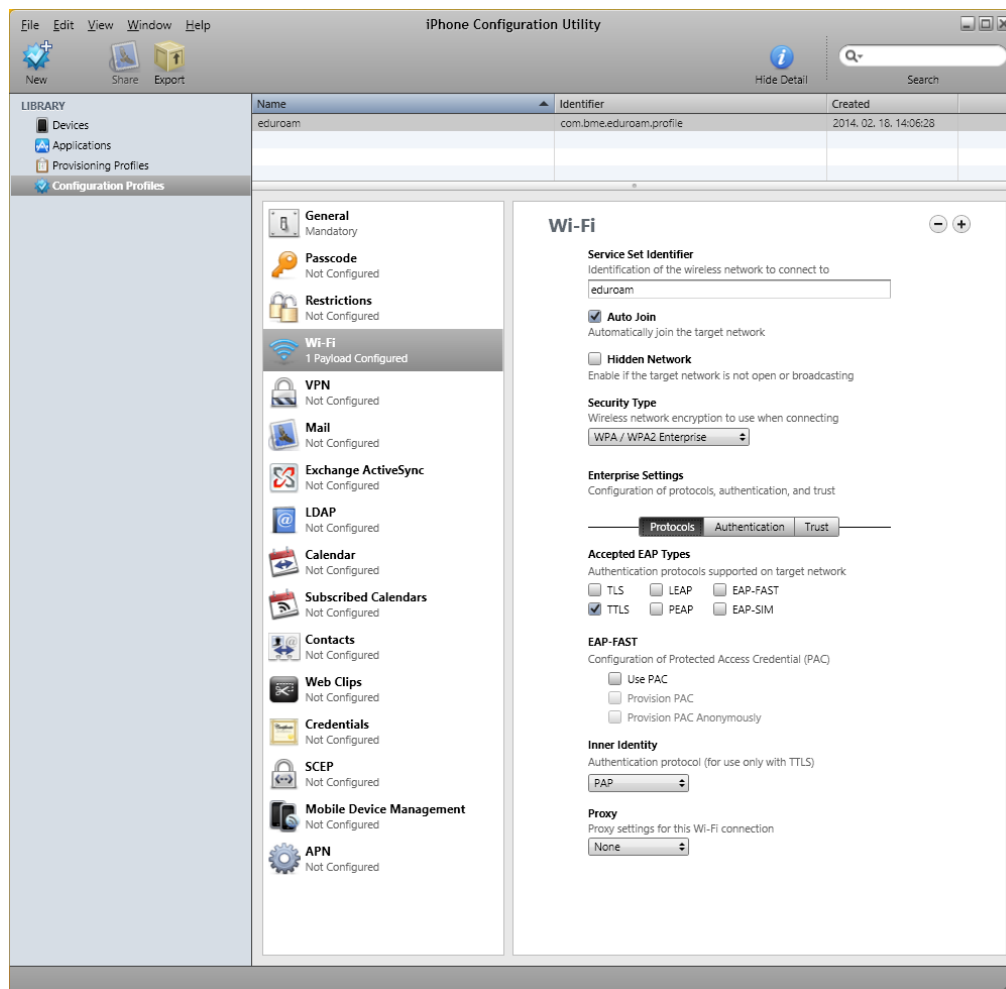 iPhone Configuration Utility
File Edit View Window Help
New Share Export Hide Detail Search
LIBRARY
Devices
Applications
Provisioning Profiles
Configuration Profiles
Name Identifier Created
eduroam com.bme.eduroam.profile 2014. 02. 18. 14:06:28
General
Mandatory
Passcode
Not Configured
Restrictions
Not Configured
Wi-Fi
1 Payload Configured
VPN
Not Configured
Mail
Not Configured
Exchange ActiveSync
Not Configured
LDAP
Not Configured
Calendar
Not Configured
Subscribed Calendars
Not Configured
Contacts
Not Configured
Web Clips
Not Configured
Credentials
Not Configured
SCEP
Not Configured
Mobile Device Management
Not Configured
APN
Not Configured
Wi-Fi
Service Set Identifier
Identification of the wireless network to connect to
eduroam
Auto Join
Automatically join the target network
Hidden Network
Enable if the target network is not open or broadcasting
Security Type
Wireless network encryption to use when connecting
WPA / WPA2 Enterprise
Enterprise Settings
Configuration of protocols, authentication, and trust
Protocols Authentication Trust
Accepted EAP Types
Authentication protocols supported on target network
TLS LEAP EAP-FAST
TTLS PEAP EAP-SIM
EAP-FAST
Configuration of Protected Access Credential (PAC)
Use PAC
Provision PAC
Provision PAC Anonymously
Inner Identity
Authentication protocol (for use only with TTLS)
PAP
Proxy
Proxy settings for this Wi-Fi connection
None